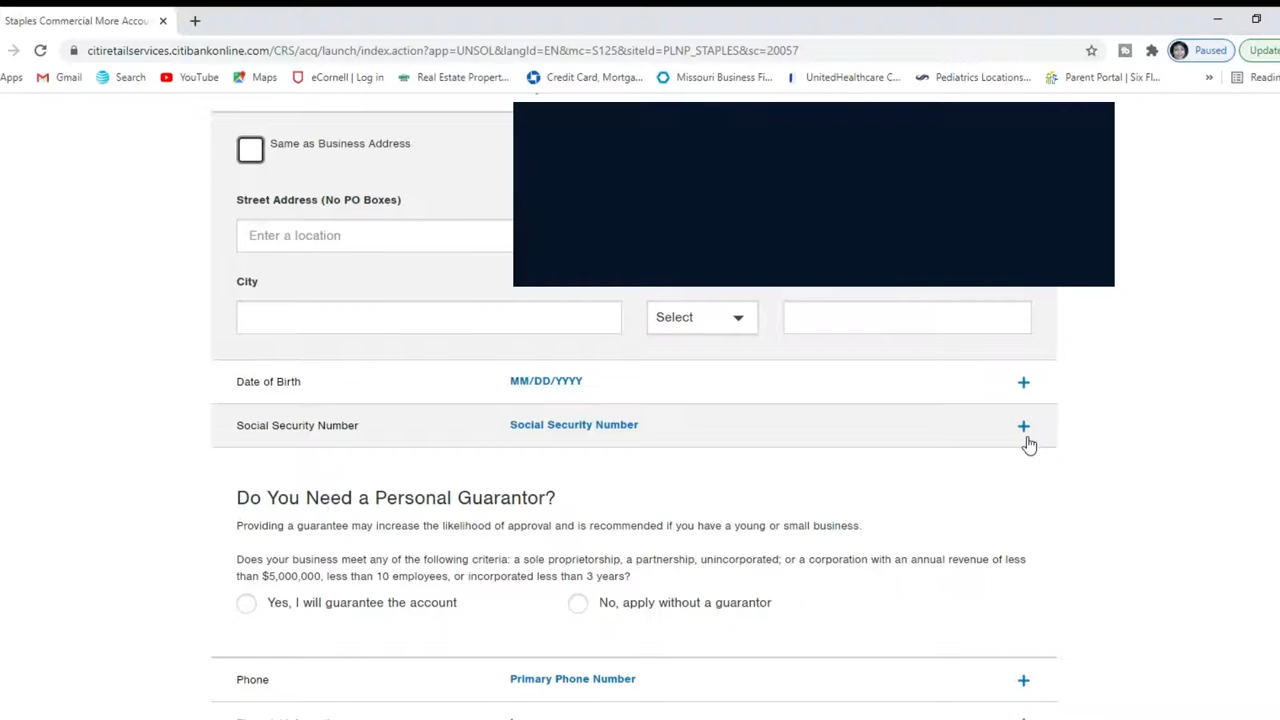 Staples Commercial More Accou
citiretailservices.citibankonline.com/CRS/acq/launch/index.action?app=UNSOL&langId=EN&mc=S125&siteId=PLNP_STAPLES&sc=20057
Paused
Update
Apps
Gmail
Search
YouTube
Maps
eCornell | Log in
Real Estate Propert...
Credit Card, Mortga...
Missouri Business Fi...
UnitedHealthcare C...
Pediatrics Locations...
Parent Portal | Six Fl...
»
Readin
Same as Business Address
Street Address (No PO Boxes)
Enter a location
City
Select
Date of Birth MM/DD/YYYY +
Social Security Number Social Security Number +
Do You Need a Personal Guarantor?
Providing a guarantee may increase the likelihood of approval and is recommended if you have a young or small business.
Does your business meet any of the following criteria: a sole proprietorship, a partnership, unincorporated; or a corporation with an annual revenue of less
than $5,000,000, less than 10 employees, or incorporated less than 3 years?
Yes, I will guarantee the account No, apply without a guarantor
Phone Primary Phone Number +